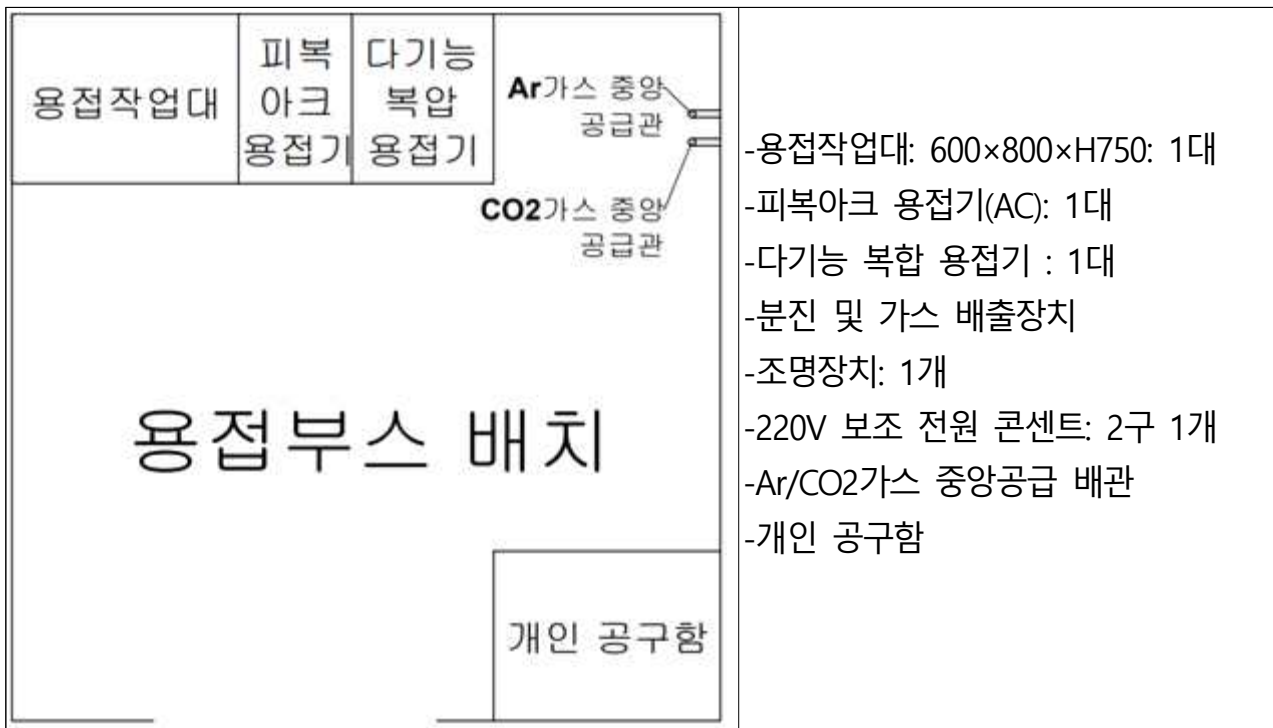 용접작업대
피복
아크
용접기
다기능
복압
용접기
Ar가스 중앙
공급관
CO2가스 중앙
공급관
용접부스 배치
개인 공구함
-용접작업대: 600×800×H750: 1대
-피복아크 용접기(AC): 1대
-다기능 복합 용접기 : 1대
-분진 및 가스 배출장치
-조명장치: 1개
-220V 보조 전원 콘센트: 2구 1개
-Ar/CO2가스 중앙공급 배관
-개인 공구함